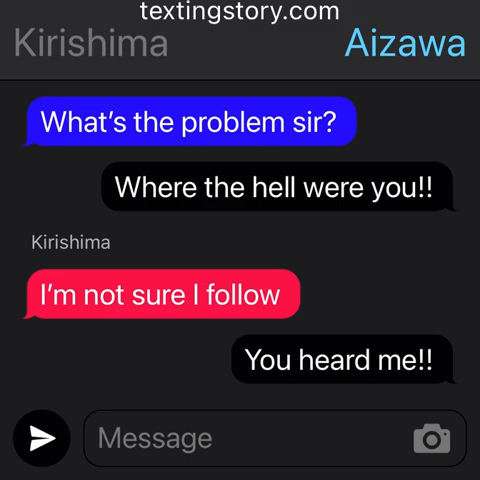 textingstory.com
Kirishima Aizawa
What’s the problem sir?
Where the hell were you!!
Kirishima
I’m not sure I follow
You heard me!!
Message